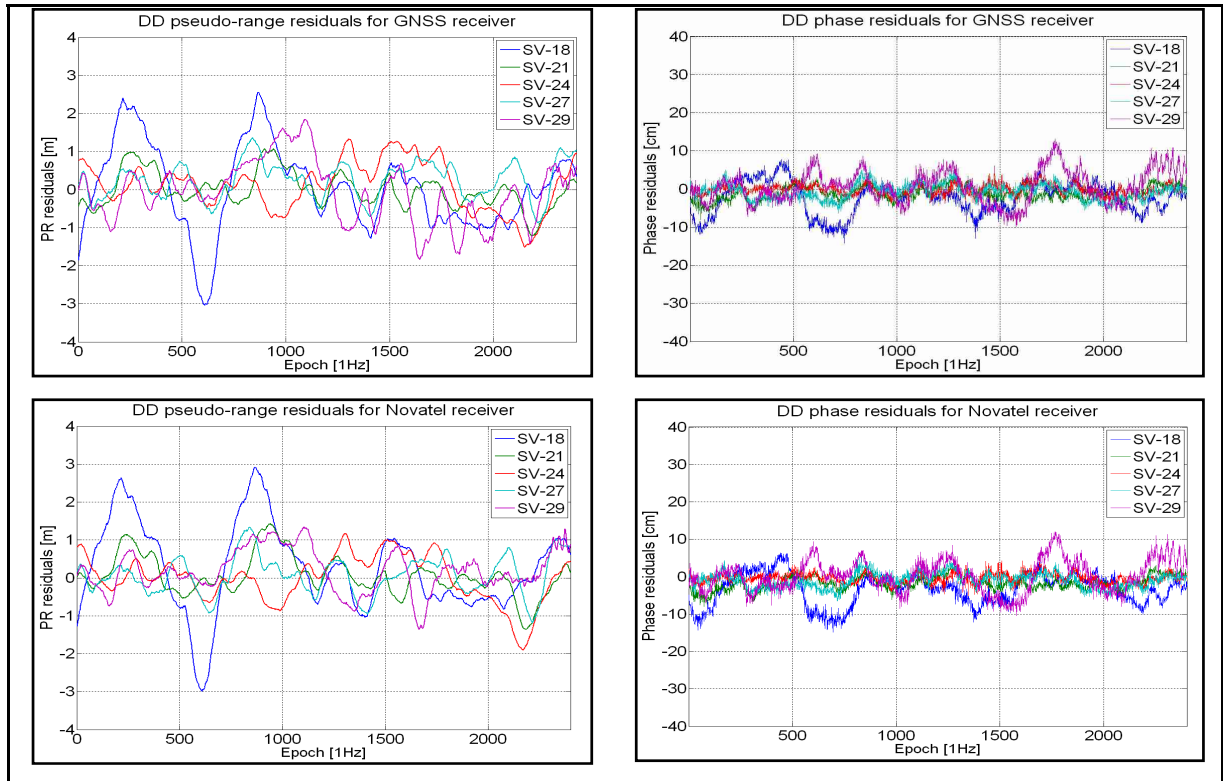 DD pseudo-range residuals for GNSS receiver
4
3
2
1
0
-1
-2
-3
-4
PR residuals [m]
0 500 1000 1500 2000
Epoch [1Hz]
SV-18
SV-21
SV-24
SV-27
SV-29
DD phase residuals for GNSS receiver
40
30
20
10
0
-10
-20
-30
-40
Phase residuals [cm]
500 1000 1500 2000
Epoch [1Hz]
SV-18
SV-21
SV-24
SV-27
SV-29
DD pseudo-range residuals for Novatel receiver
4
3
2
1
0
-1
-2
-3
-4
PR residuals [m]
0 500 1000 1500 2000
Epoch [1Hz]
SV-18
SV-21
SV-24
SV-27
SV-29
DD phase residuals for Novatel receiver
40
30
20
10
0
-10
-20
-30
-40
Phase residuals [cm]
500 1000 1500 2000
Epoch [1Hz]
SV-18
SV-21
SV-24
SV-27
SV-29